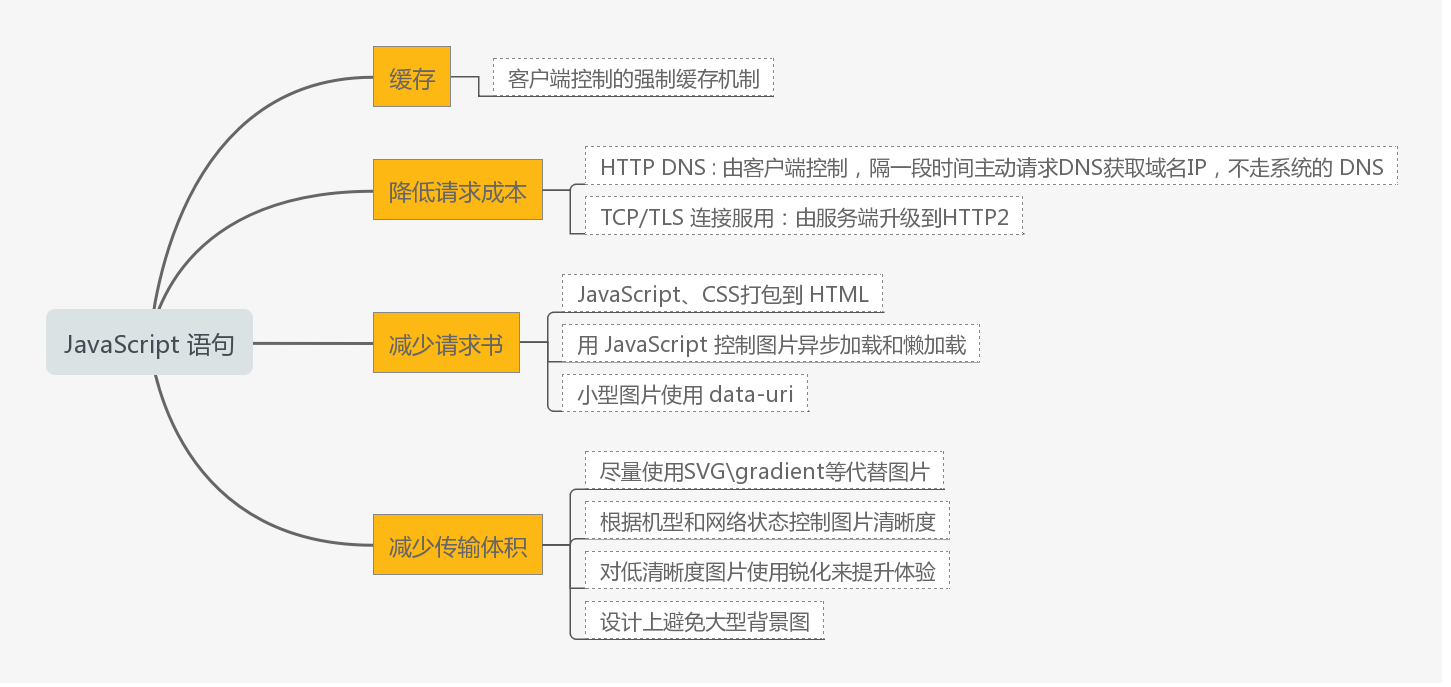 缓存
客户端控制的强制缓存机制
降低请求成本
HTTP DNS : 由客户端控制，隔一段时间主动请求DNS获取域名IP，不走系统的 DNS
TCP/TLS 连接服用：由服务端升级到HTTP2
JavaScript 语句
减少请求书
JavaScript、CSS打包到 HTML
用 JavaScript 控制图片异步加载和懒加载
小型图片使用 data-uri
减少传输体积
尽量使用SVG\gradient等代替图片
根据机型和网络状态控制图片清晰度
对低清晰度图片使用锐化来提升体验
设计上避免大型背景图